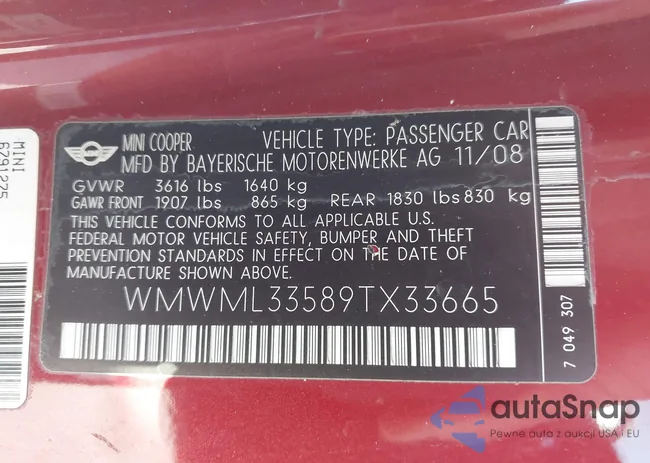 MINI
6791225
MINI COOPER VEHICLE TYPE: PASSENGER CAR
MFD BY BAYERISCHE MOTORENWERKE AG 11/08
GVWR 3616 lbs 1640 kg
GAWR FRONT 1907 lbs 865 kg REAR 1830 lbs 830 kg
THIS VEHICLE CONFORMS TO ALL APPLICABLE U.S.
FEDERAL MOTOR VEHICLE SAFETY, BUMPER AND THEFT
PREVENTION STANDARDS IN EFFECT ON THE DATE OF
MANUFACTURE SHOWN ABOVE.
WMWML33589TX33665
7 049 307
autaSnap
Pewne auta z aukcji USA i EU